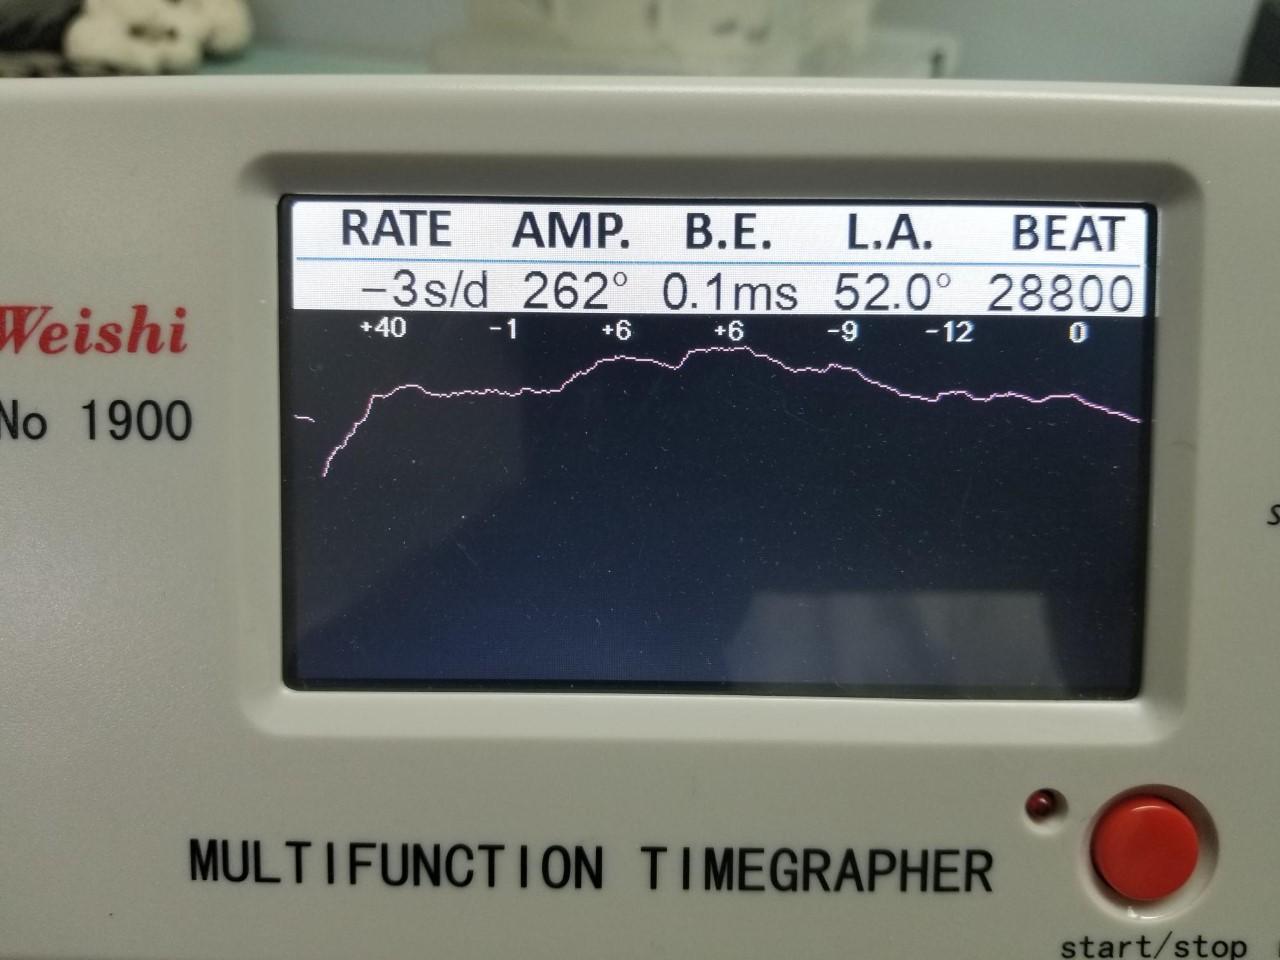 RATE AMP. B.E. L.A. BEAT
-3s/d 262° 0.1ms 52.0° 28800
+40 -1 +6 +6 -9 -12 0
Weishi
No 1900
MULTIFUNCTION TIMEGRAPHER
start/stop